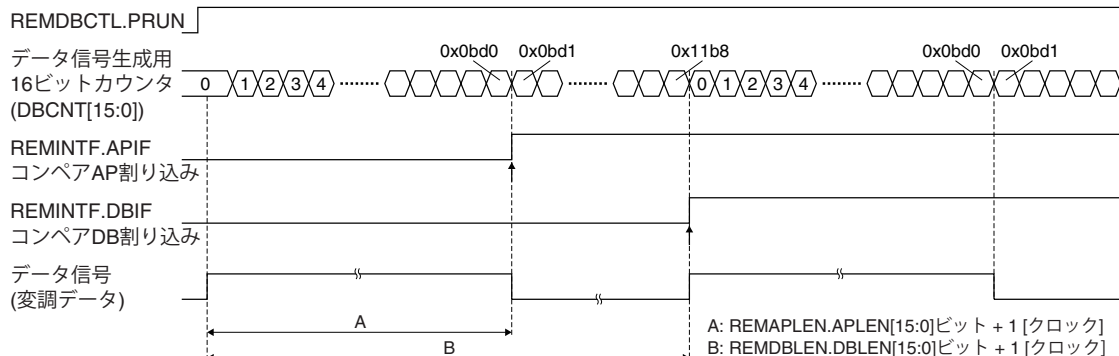 REMDBCTL.PRUN
データ信号生成用
16ビットカウンタ
(DBCNT[15:0])
0x0bd0 0x0bd1 0x11b8 0x0bd0 0x0bd1
0 1 2 3 4 ········ ········ 0 1 2 3 4 ········
REMINTF.APIF
コンペアAP割り込み
REMINTF.DBIF
コンペアDB割り込み
データ信号
(変調データ)
A
B
A: REMAPLEN.APLEN[15:0]ビット + 1 [クロック]
B: REMDBLEN.DBLEN[15:0]ビット + 1 [クロック]